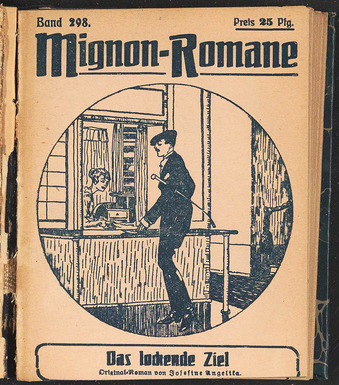 Band 298. Preis 25 Pfg.
Mignon-Romane
Das lockende Ziel
Original-Roman von Josefine Angelika.